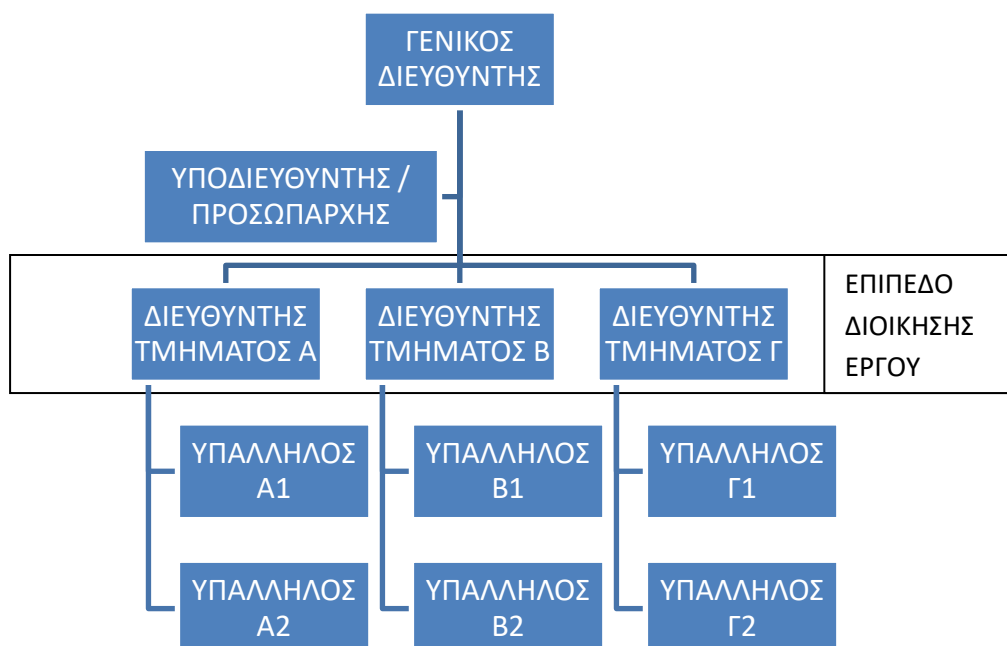 ΓΕΝΙΚΟΣ
ΔΙΕΥΘΥΝΤΗΣ
ΥΠΟΔΙΕΥΘΥΝΤΗΣ /
ΠΡΟΣΩΠΑΡΧΗΣ
ΔΙΕΥΘΥΝΤΗΣ
ΤΜΗΜΑΤΟΣ Α
ΔΙΕΥΘΥΝΤΗΣ
ΤΜΗΜΑΤΟΣ Β
ΔΙΕΥΘΥΝΤΗΣ
ΤΜΗΜΑΤΟΣ Γ
ΕΠΙΠΕΔΟ
ΔΙΟΙΚΗΣΗΣ
ΕΡΓΟΥ
ΥΠΑΛΛΗΛΟΣ
Α1
ΥΠΑΛΛΗΛΟΣ
Β1
ΥΠΑΛΛΗΛΟΣ
Γ1
ΥΠΑΛΛΗΛΟΣ
Α2
ΥΠΑΛΛΗΛΟΣ
Β2
ΥΠΑΛΛΗΛΟΣ
Γ2